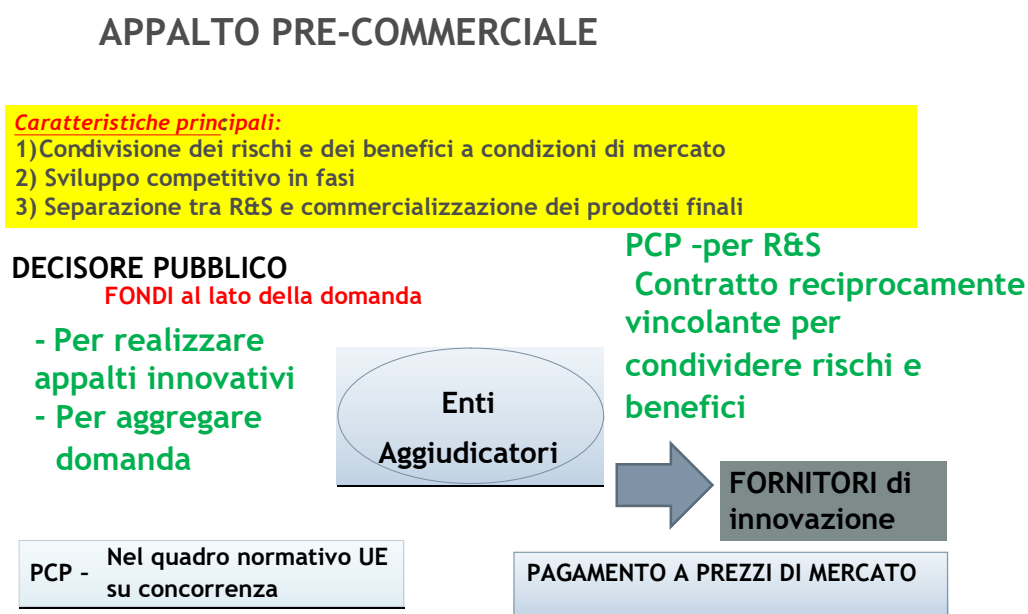 APPALTO PRE-COMMERCIALE
Caratteristiche principali:
1)Condivisione dei rischi e dei benefici a condizioni di mercato
2) Sviluppo competitivo in fasi
3) Separazione tra R&S e commercializzazione dei prodotti finali
DECISORE PUBBLICO
FONDI al lato della domanda
- Per realizzare
appalti innovativi
- Per aggregare
domanda
Enti
Aggiudicatori
PCP –per R&S
Contratto reciprocamente
vincolante per
condividere rischi e
benefici
FORNITORI di
innovazione
PCP – Nel quadro normativo UE
su concorrenza
PAGAMENTO A PREZZI DI MERCATO